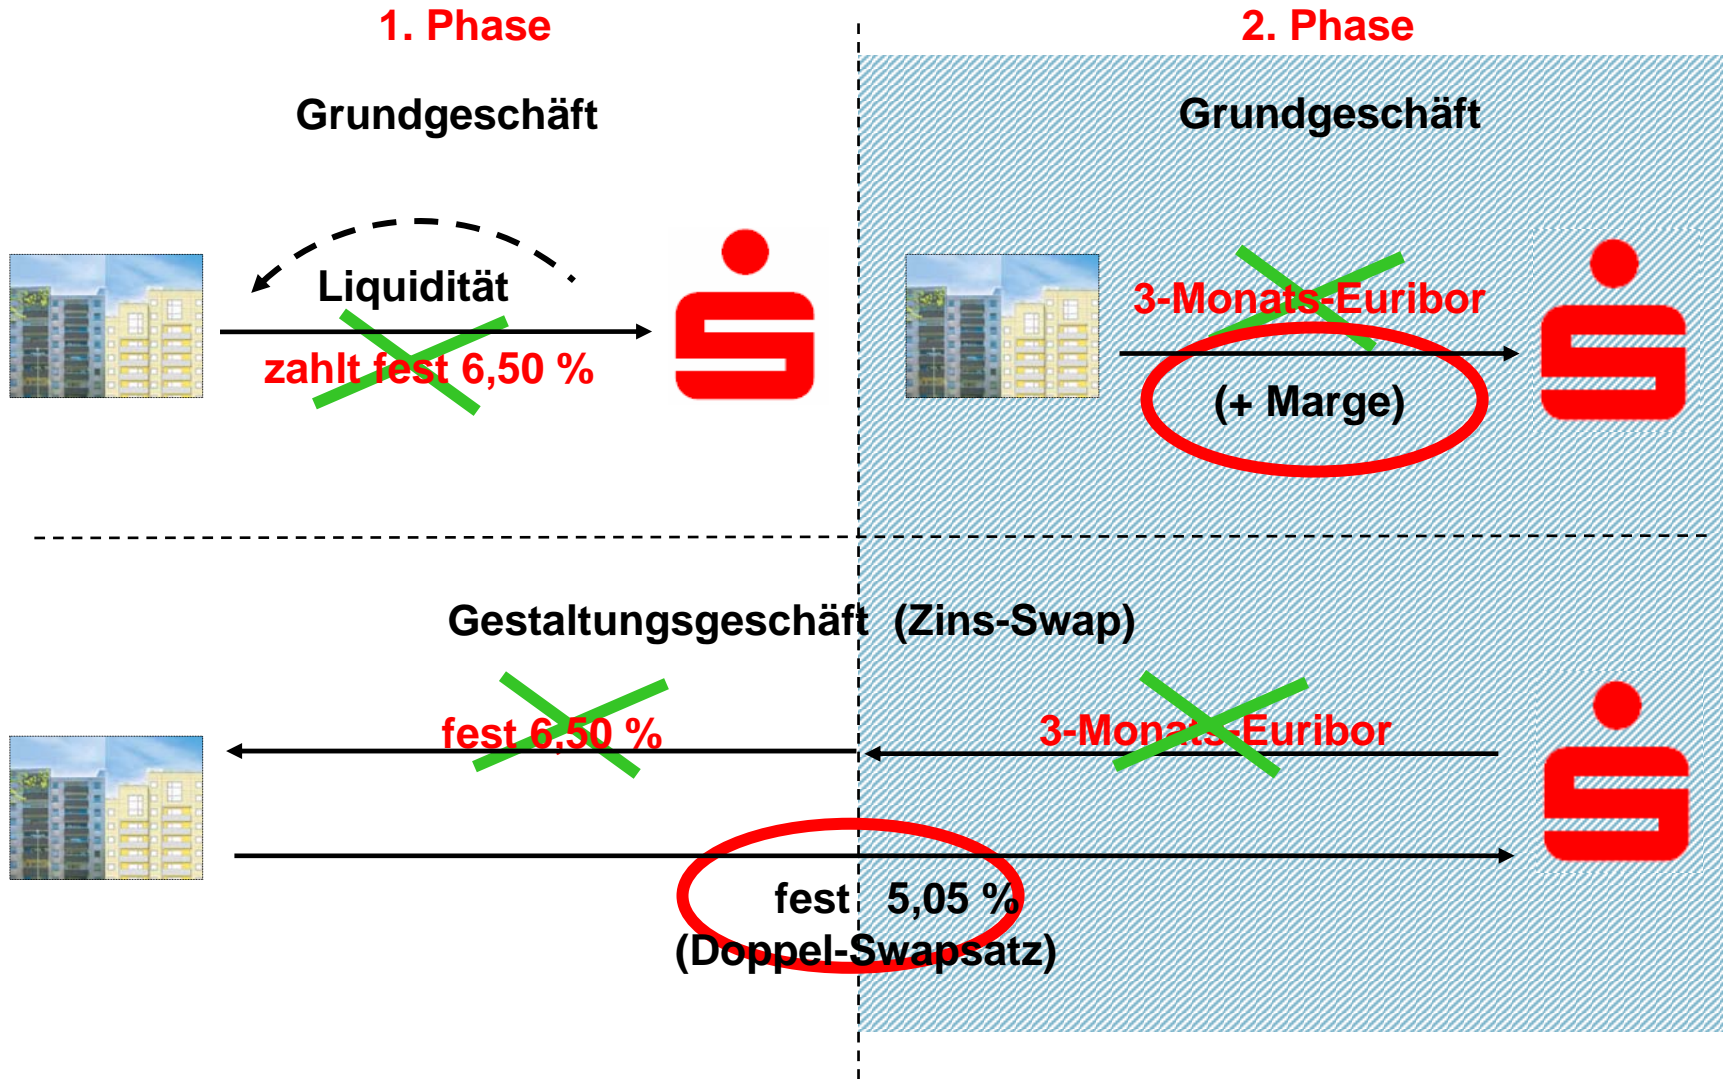 1. Phase
2. Phase
Grundgeschäft
Grundgeschäft
Liquidität
zahlt fest 6,50 %
3-Monats-Euribor
(+ Marge)
Gestaltungsgeschäft (Zins-Swap)
fest 6,50 %
3-Monats-Euribor
fest 5,05 %
(Doppel-Swapsatz)